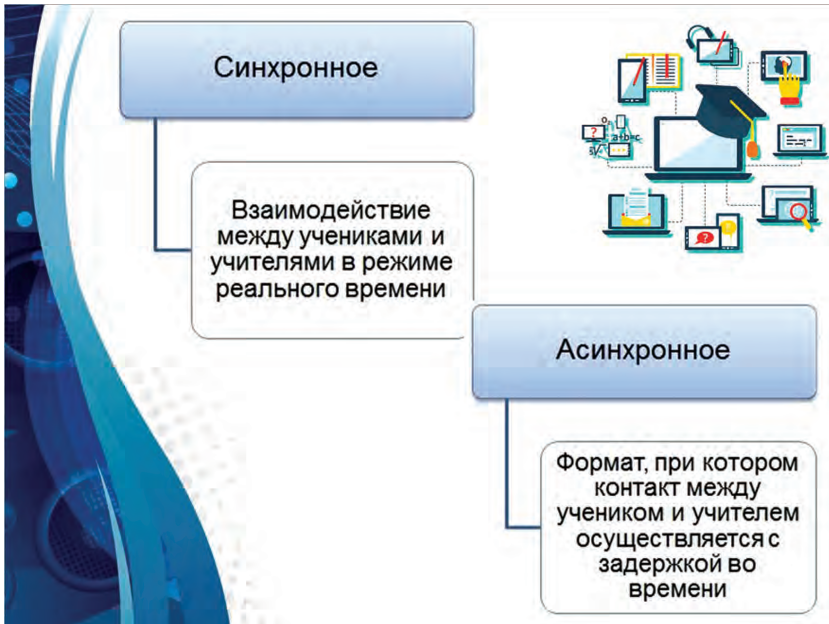 Синхронное
Взаимодействие
между учениками и
учителями в режиме
реального времени
Асинхронное
Формат, при котором
контакт между
учеником и учителем
осуществляется с
задержкой во
времени